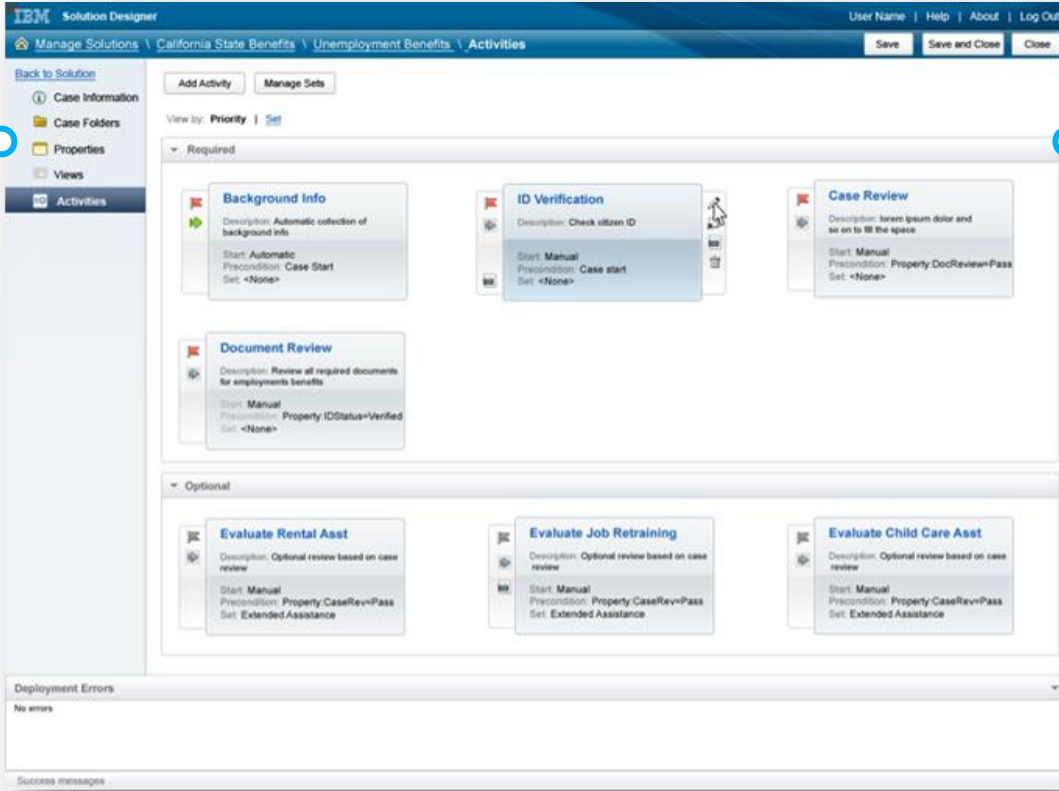 IBM Solution Designer
User Name | Help | About | Log Out
Manage Solutions \ California State Benefits \ Unemployment Benefits \ Activities
Save
Save and Close
Close
Back to Solution
Case Information
Case Folders
Properties
Views
Activities
Add Activity
Manage Sets
View by: Priority | Set
Required
Background Info
Description: Automatic collection of
background info
Start: Automatic
Precondition: Case Start
Set: <None>
ID Verification
Description: Check citizen ID
Start: Manual
Precondition: Case start
Set: <None>
Case Review
Description: lorem ipsum dolor and
so on to fill the space
Start: Manual
Precondition: Property:DocReview=Pass
Set: <None>
Document Review
Description: Review all required documents
for employments benefits
Start: Manual
Precondition: Property:IDStatus=Verified
Set: <None>
Optional
Evaluate Rental Asst
Description: Optional review based on case
review
Start: Manual
Precondition: Property:CaseRev=Pass
Set: Extended Assistance
Evaluate Job Retraining
Description: Optional review based on case
review
Start: Manual
Precondition: Property:CaseRev=Pass
Set: Extended Assistance
Evaluate Child Care Asst
Description: Optional review based on case
review
Start: Manual
Precondition: Property:CaseRev=Pass
Set: Extended Assistance
Deployment Errors
No errors
Success messages